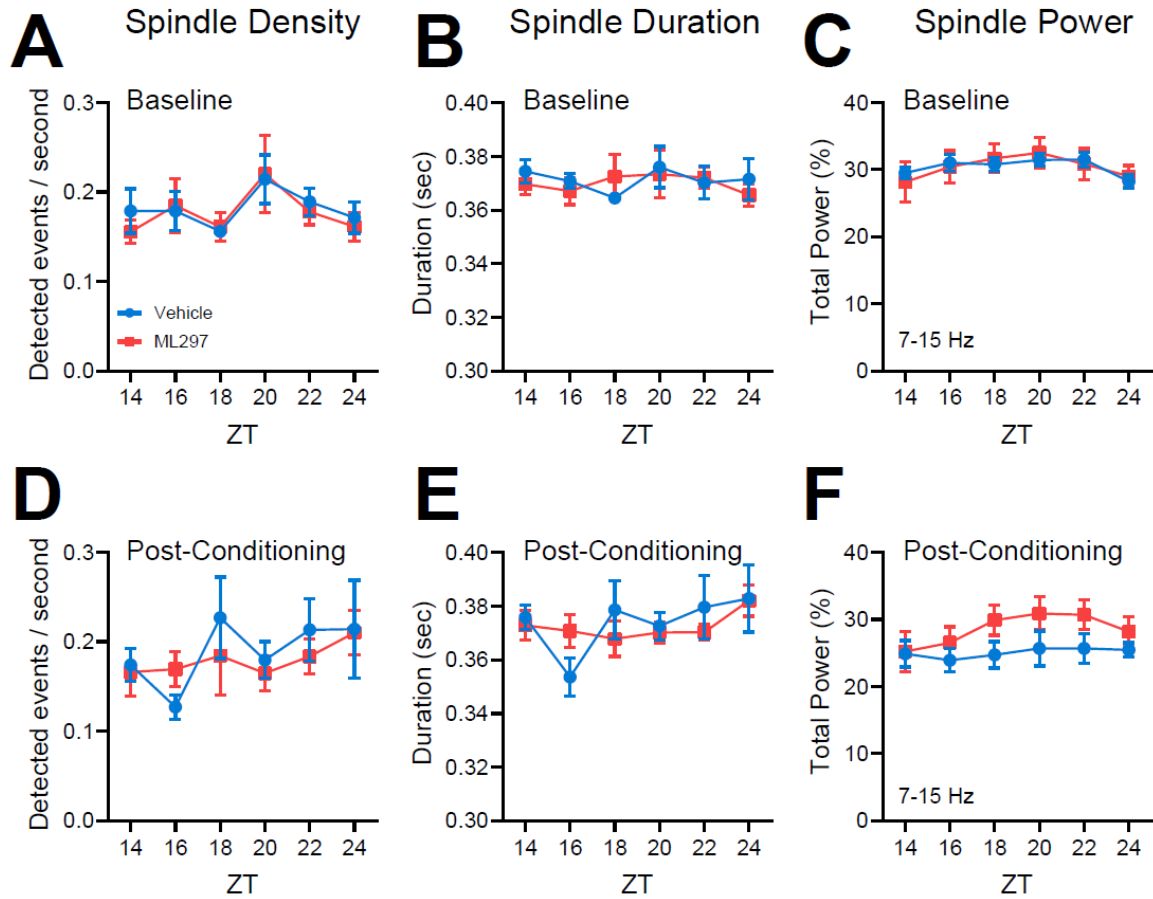 A Spindle Density
B Spindle Duration
C Spindle Power
Baseline
Detected events / second
0.3
0.2
0.1
0.0
Vehicle
ML297
14 16 18 20 22 24
ZT
Baseline
Duration (sec)
0.40
0.38
0.36
0.34
0.32
0.30
14 16 18 20 22 24
ZT
Baseline
Total Power (%)
40
30
20
10
0
7-15 Hz
14 16 18 20 22 24
ZT
D
Post-Conditioning
Detected events / second
0.3
0.2
0.1
0.0
14 16 18 20 22 24
ZT
E
Post-Conditioning
Duration (sec)
0.40
0.38
0.36
0.34
0.32
0.30
14 16 18 20 22 24
ZT
F
Post-Conditioning
Total Power (%)
40
30
20
10
0
7-15 Hz
14 16 18 20 22 24
ZT